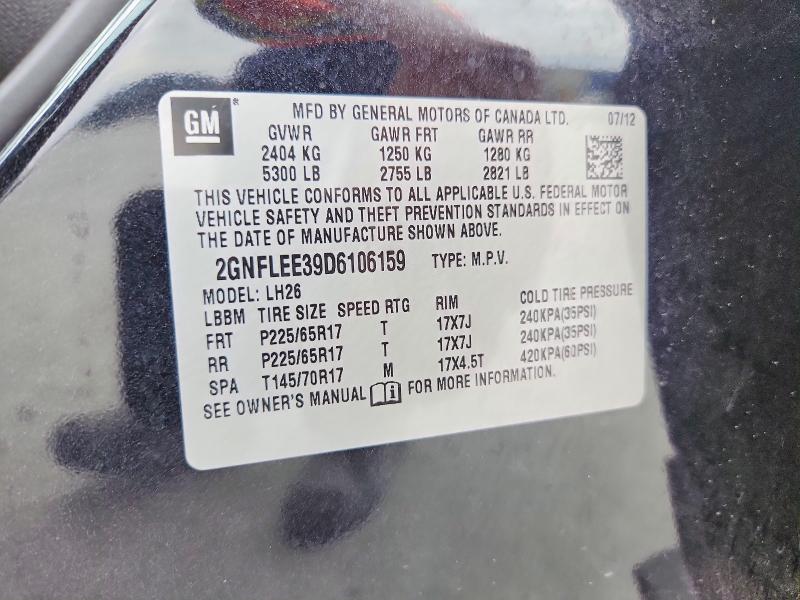 GM ® MFD BY GENERAL MOTORS OF CANADA LTD. 07/12
GVWR GAWR FRT GAWR RR
2404 KG 1250 KG 1280 KG
5300 LB 2755 LB 2821 LB
THIS VEHICLE CONFORMS TO ALL APPLICABLE U.S. FEDERAL MOTOR
VEHICLE SAFETY AND THEFT PREVENTION STANDARDS IN EFFECT ON
THE DATE OF MANUFACTURE SHOWN ABOVE.
2GNFLEE39D6106159 TYPE: M.P.V.
MODEL: LH26
LBBM TIRE SIZE SPEED RTG RIM COLD TIRE PRESSURE
FRT P225/65R17 T 17X7J 240KPA(35PSI)
RR P225/65R17 T 17X7J 240KPA(35PSI)
SPA T145/70R17 M 17X4.5T 420KPA(60PSI)
SEE OWNER'S MANUAL i FOR MORE INFORMATION.